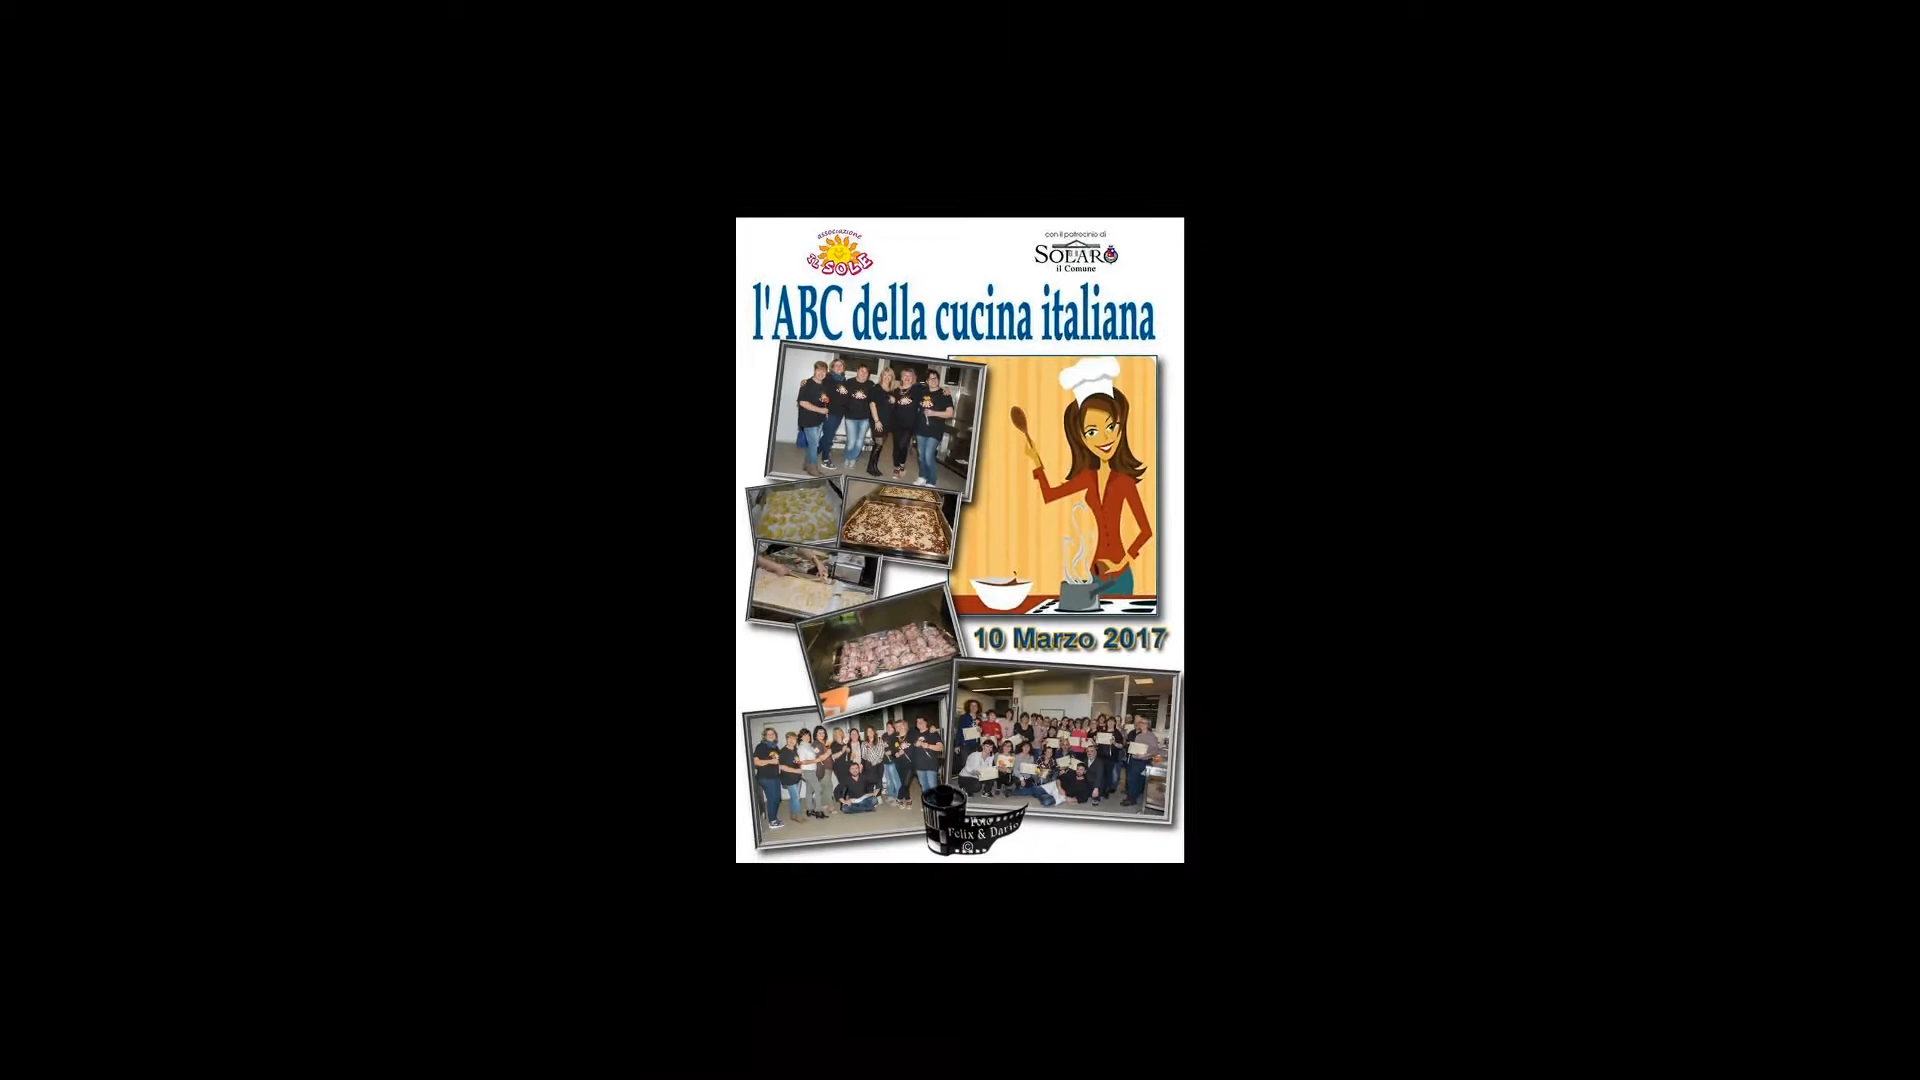 associazione
IL SOLE
con il patrocinio di
SOLARO
il Comune
l'ABC della cucina italiana
10 Marzo 2017
Foto
Felix & Dario
©